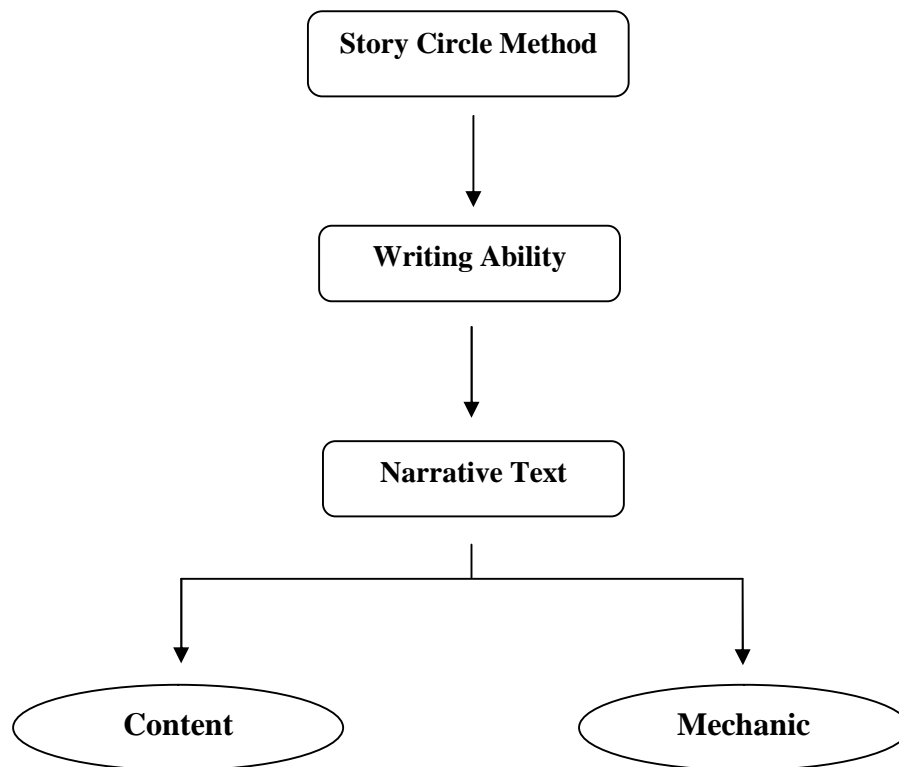 Story Circle Method
Writing Ability
Narrative Text
Content
Mechanic